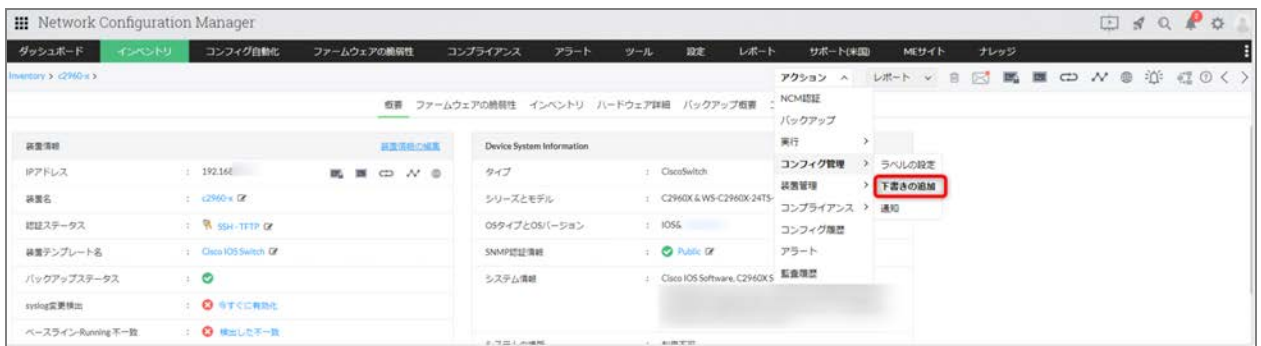 Network Configuration Manager
ダッシュボード インベントリ コンフィグ自動化 ファームウェアの脆弱性 コンプライアンス アラート ツール 設定 レポート サポート(米国) MEサイト ナレッジ
Inventory > c2960-x >
アクション レポート
概要 ファームウェアの脆弱性 インベントリ ハードウェア詳細 バックアップ概要
NCM認証
バックアップ
実行
コンフィグ管理
装置管理
コンプライアンス
コンフィグ履歴
アラート
監査履歴
ラベルの設定
下書きの追加
通知
装置情報 装置情報の編集
IPアドレス : 192.168
装置名 : c2960-x
認証ステータス : SSH - TFTP
装置テンプレート名 : Cisco IOS Switch
バックアップステータス :
syslog変更検出 : 今すぐに有効化
ベースライン-Running 不一致 : 検出した不一致
Device System Information
タイプ : CiscoSwitch
シリーズとモデル : C2960X & WS-C2960X-24TS-
OSタイプとOSバージョン : IOS&
SNMP認証情報 : Public
システム情報 : Cisco IOS Software, C2960X S